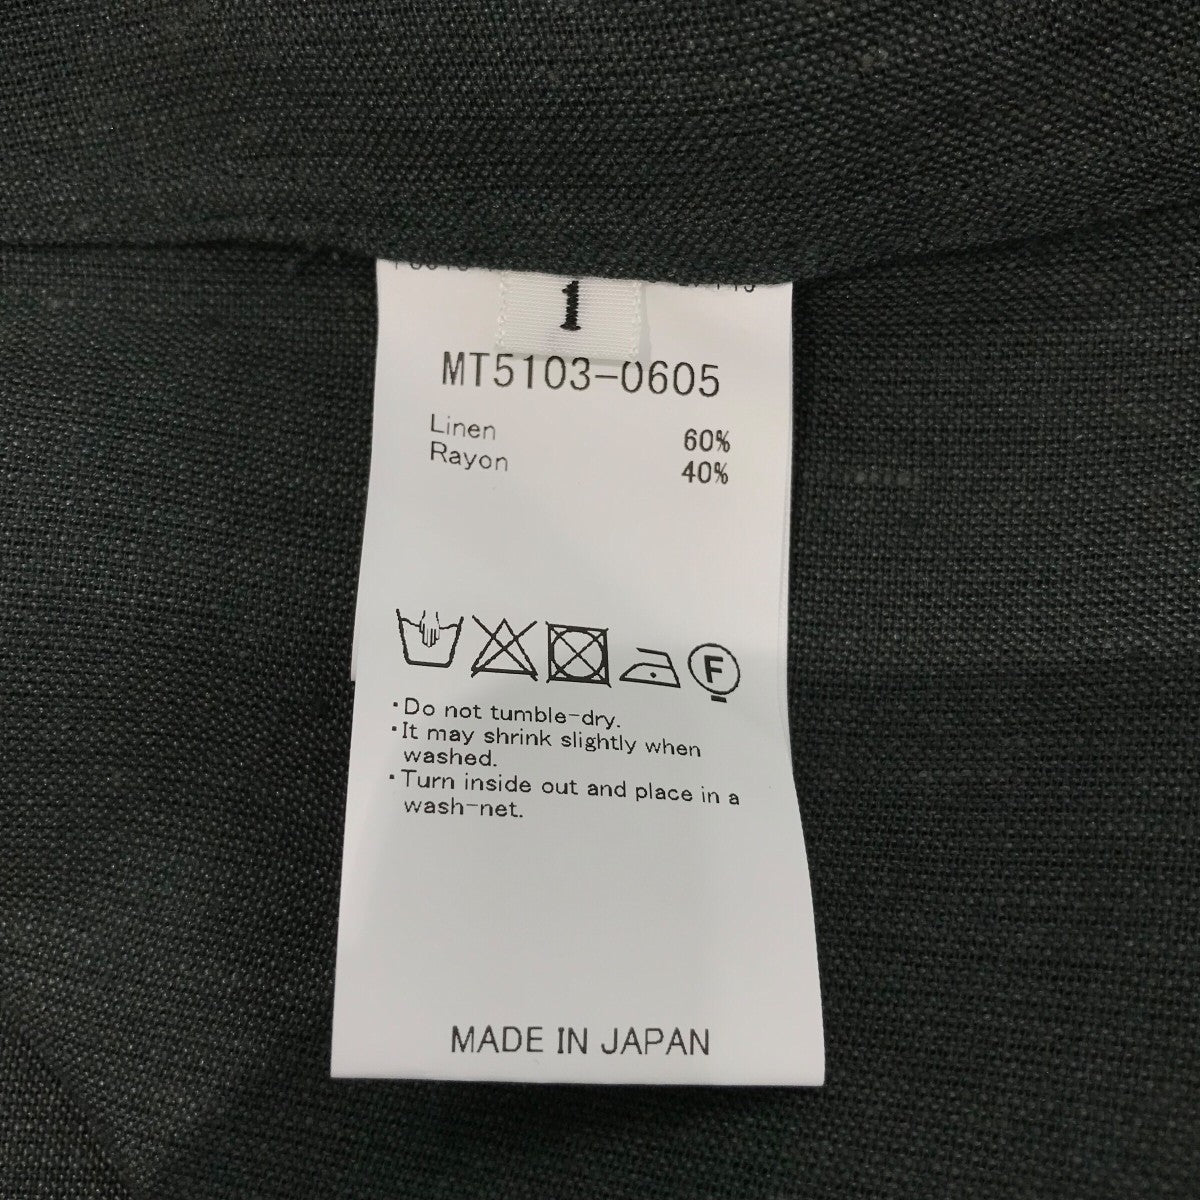 1
MT5103-0605
Linen 60%
Rayon 40%
F
・Do not tumble-dry.
・It may shrink slightly when
washed.
・Turn inside out and place in a
wash-net.
MADE IN JAPAN